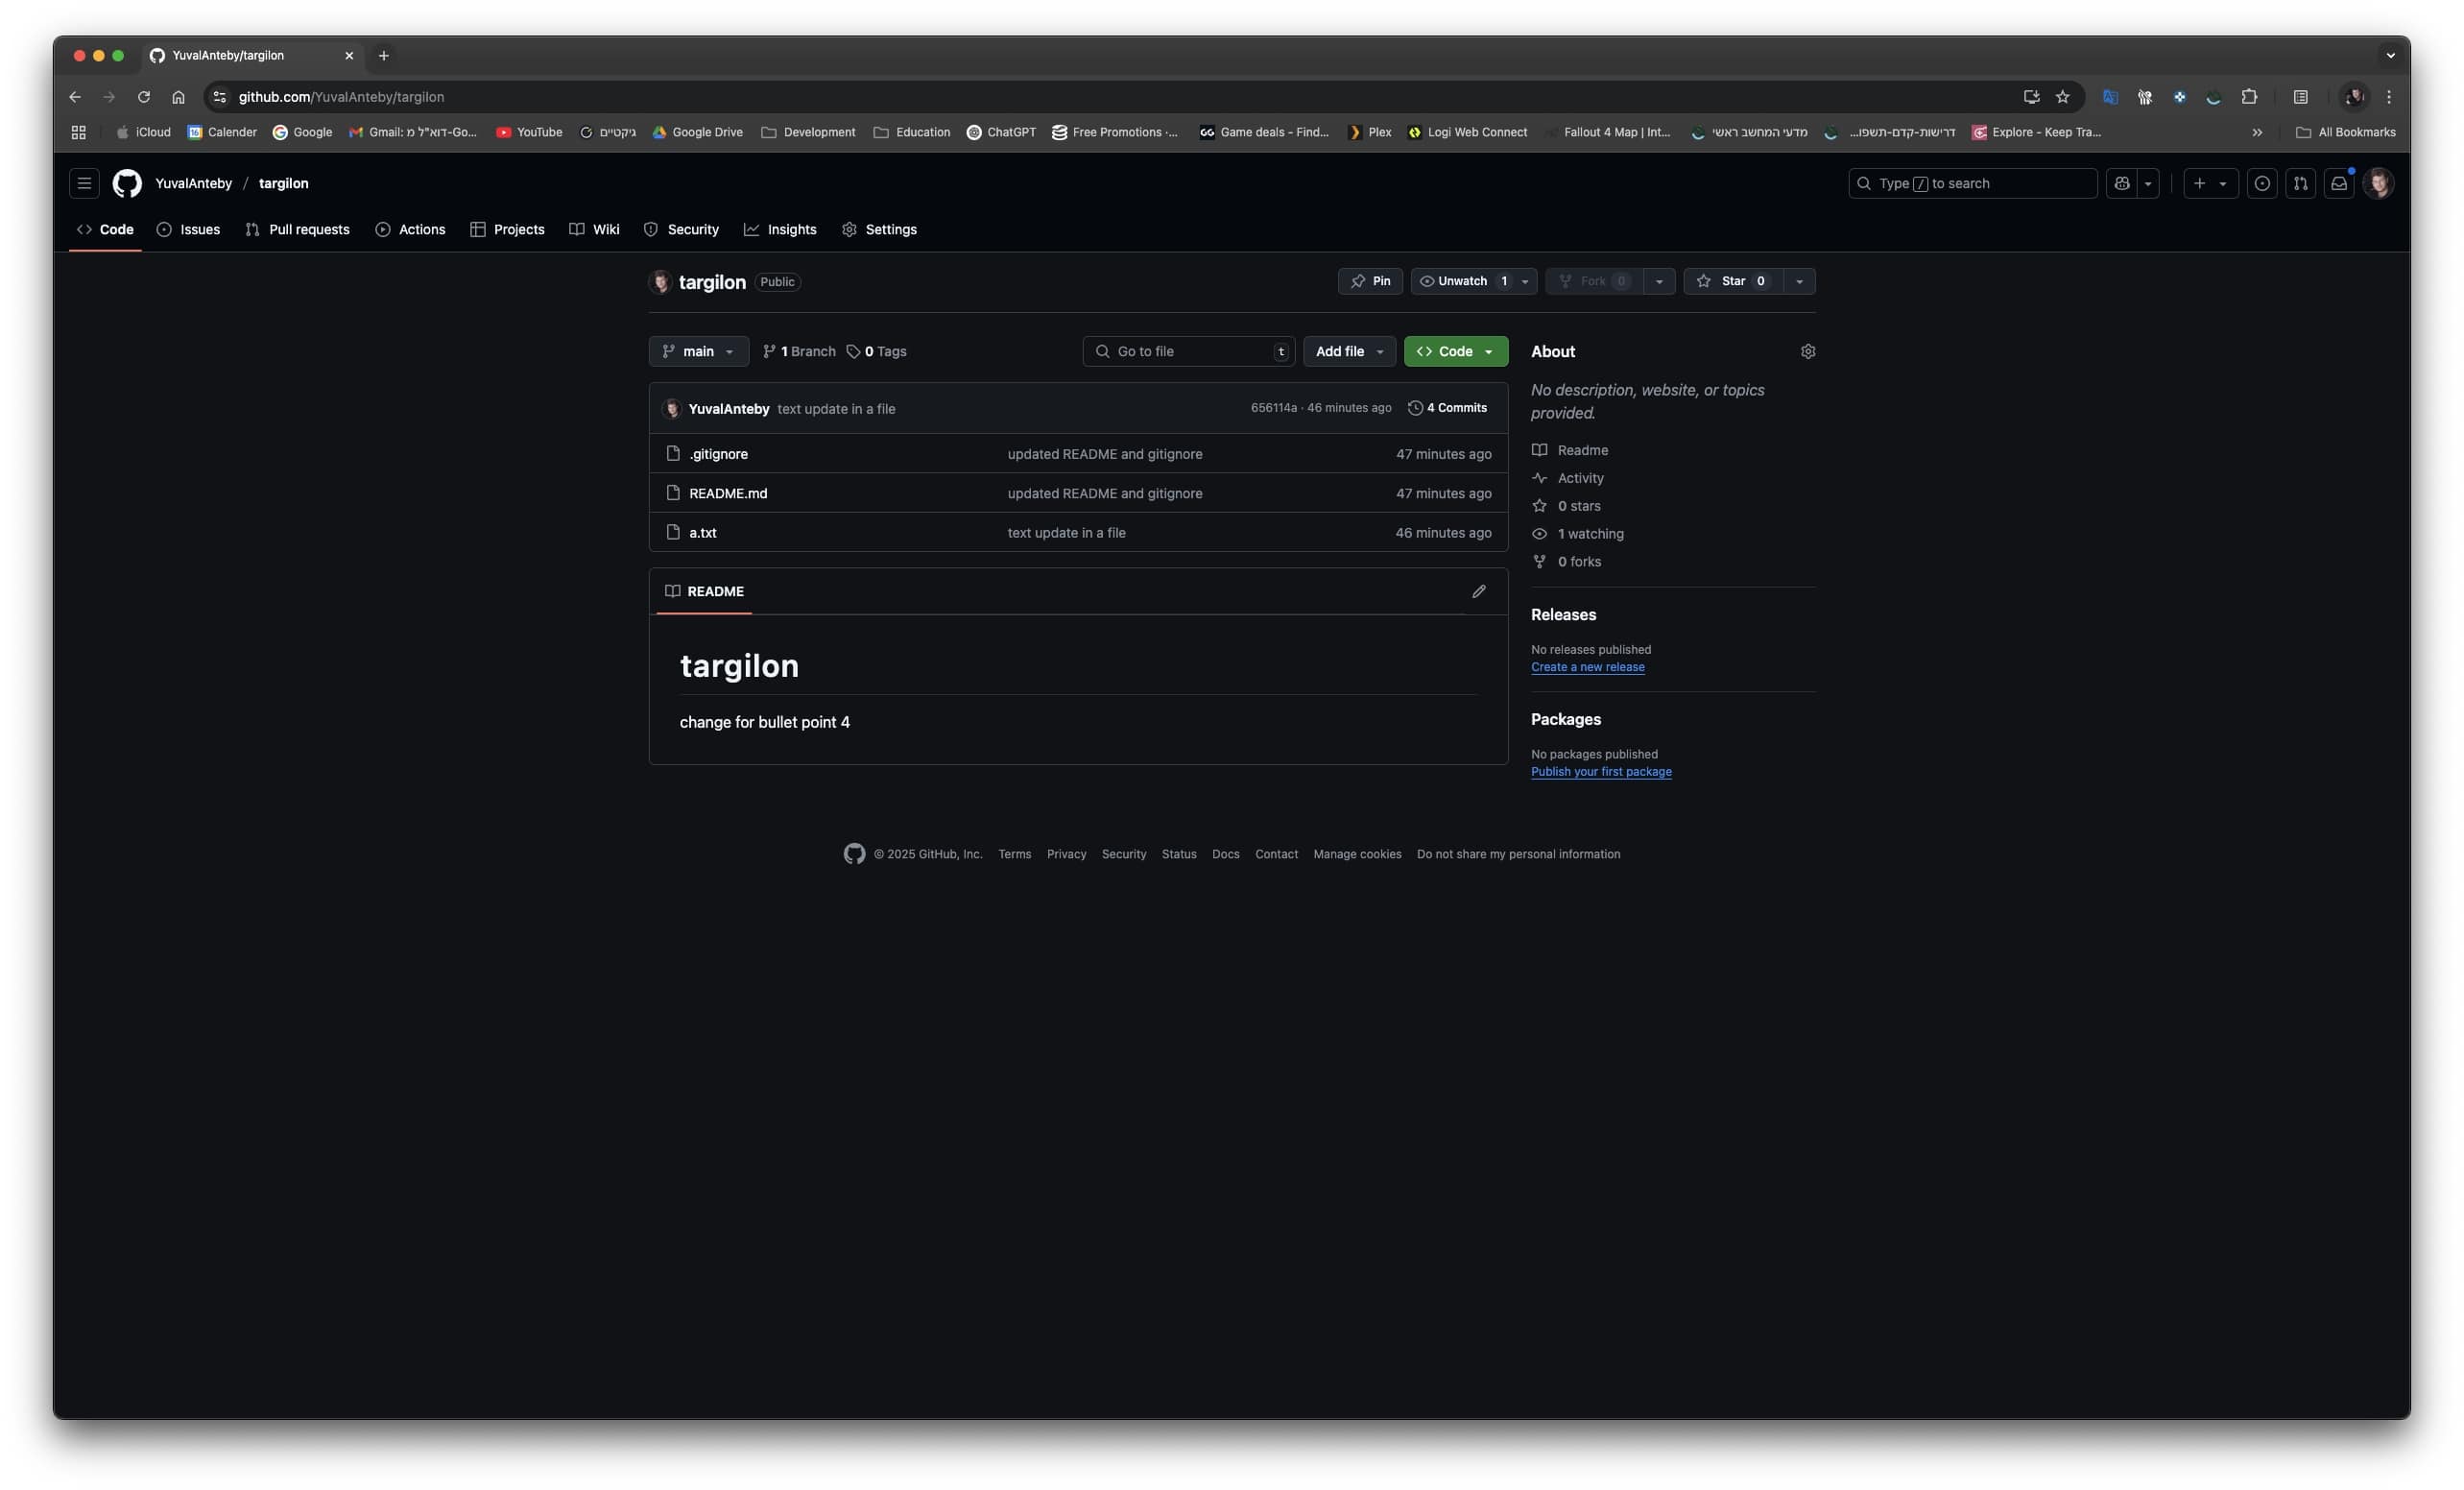 YuvalAnteby/targilon
github.com/YuvalAnteby/targilon
iCloud Calender Google Gmail: דוא"ל מ-Go... YouTube גיקטיים Google Drive Development Education ChatGPT Free Promotions -... GG Game deals - Find... Plex Logi Web Connect Fallout 4 Map | Int... מדעי המחשב ראשי דרישות-קדם-תשפו... Explore - Keep Tra... All Bookmarks
YuvalAnteby / targilon Type / to search
Code Issues Pull requests Actions Projects Wiki Security Insights Settings
targilon Public Pin Unwatch 1 Fork 0 Star 0
main 1 Branch 0 Tags Go to file t Add file Code
YuvalAnteby text update in a file 656114a · 46 minutes ago 4 Commits
.gitignore updated README and gitignore 47 minutes ago
README.md updated README and gitignore 47 minutes ago
a.txt text update in a file 46 minutes ago
README
targilon
change for bullet point 4
About
No description, website, or topics
provided.
Readme
Activity
0 stars
1 watching
0 forks
Releases
No releases published
Create a new release
Packages
No packages published
Publish your first package
© 2025 GitHub, Inc. Terms Privacy Security Status Docs Contact Manage cookies Do not share my personal information